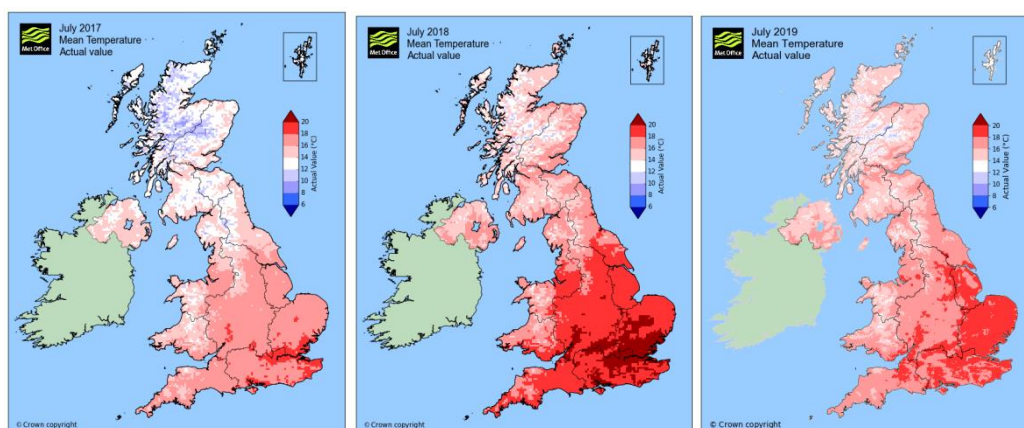 Met Office
July 2017
Mean Temperature
Actual value
20
18
16
14
12
10
8
6
Actual Value (°C)
© Crown copyright
Met Office
July 2018
Mean Temperature
Actual value
20
18
16
14
12
10
8
6
Actual Value (°C)
© Crown copyright
Met Office
July 2019
Mean Temperature
Actual value
20
18
16
14
12
10
8
6
Actual Value (°C)
© Crown copyright